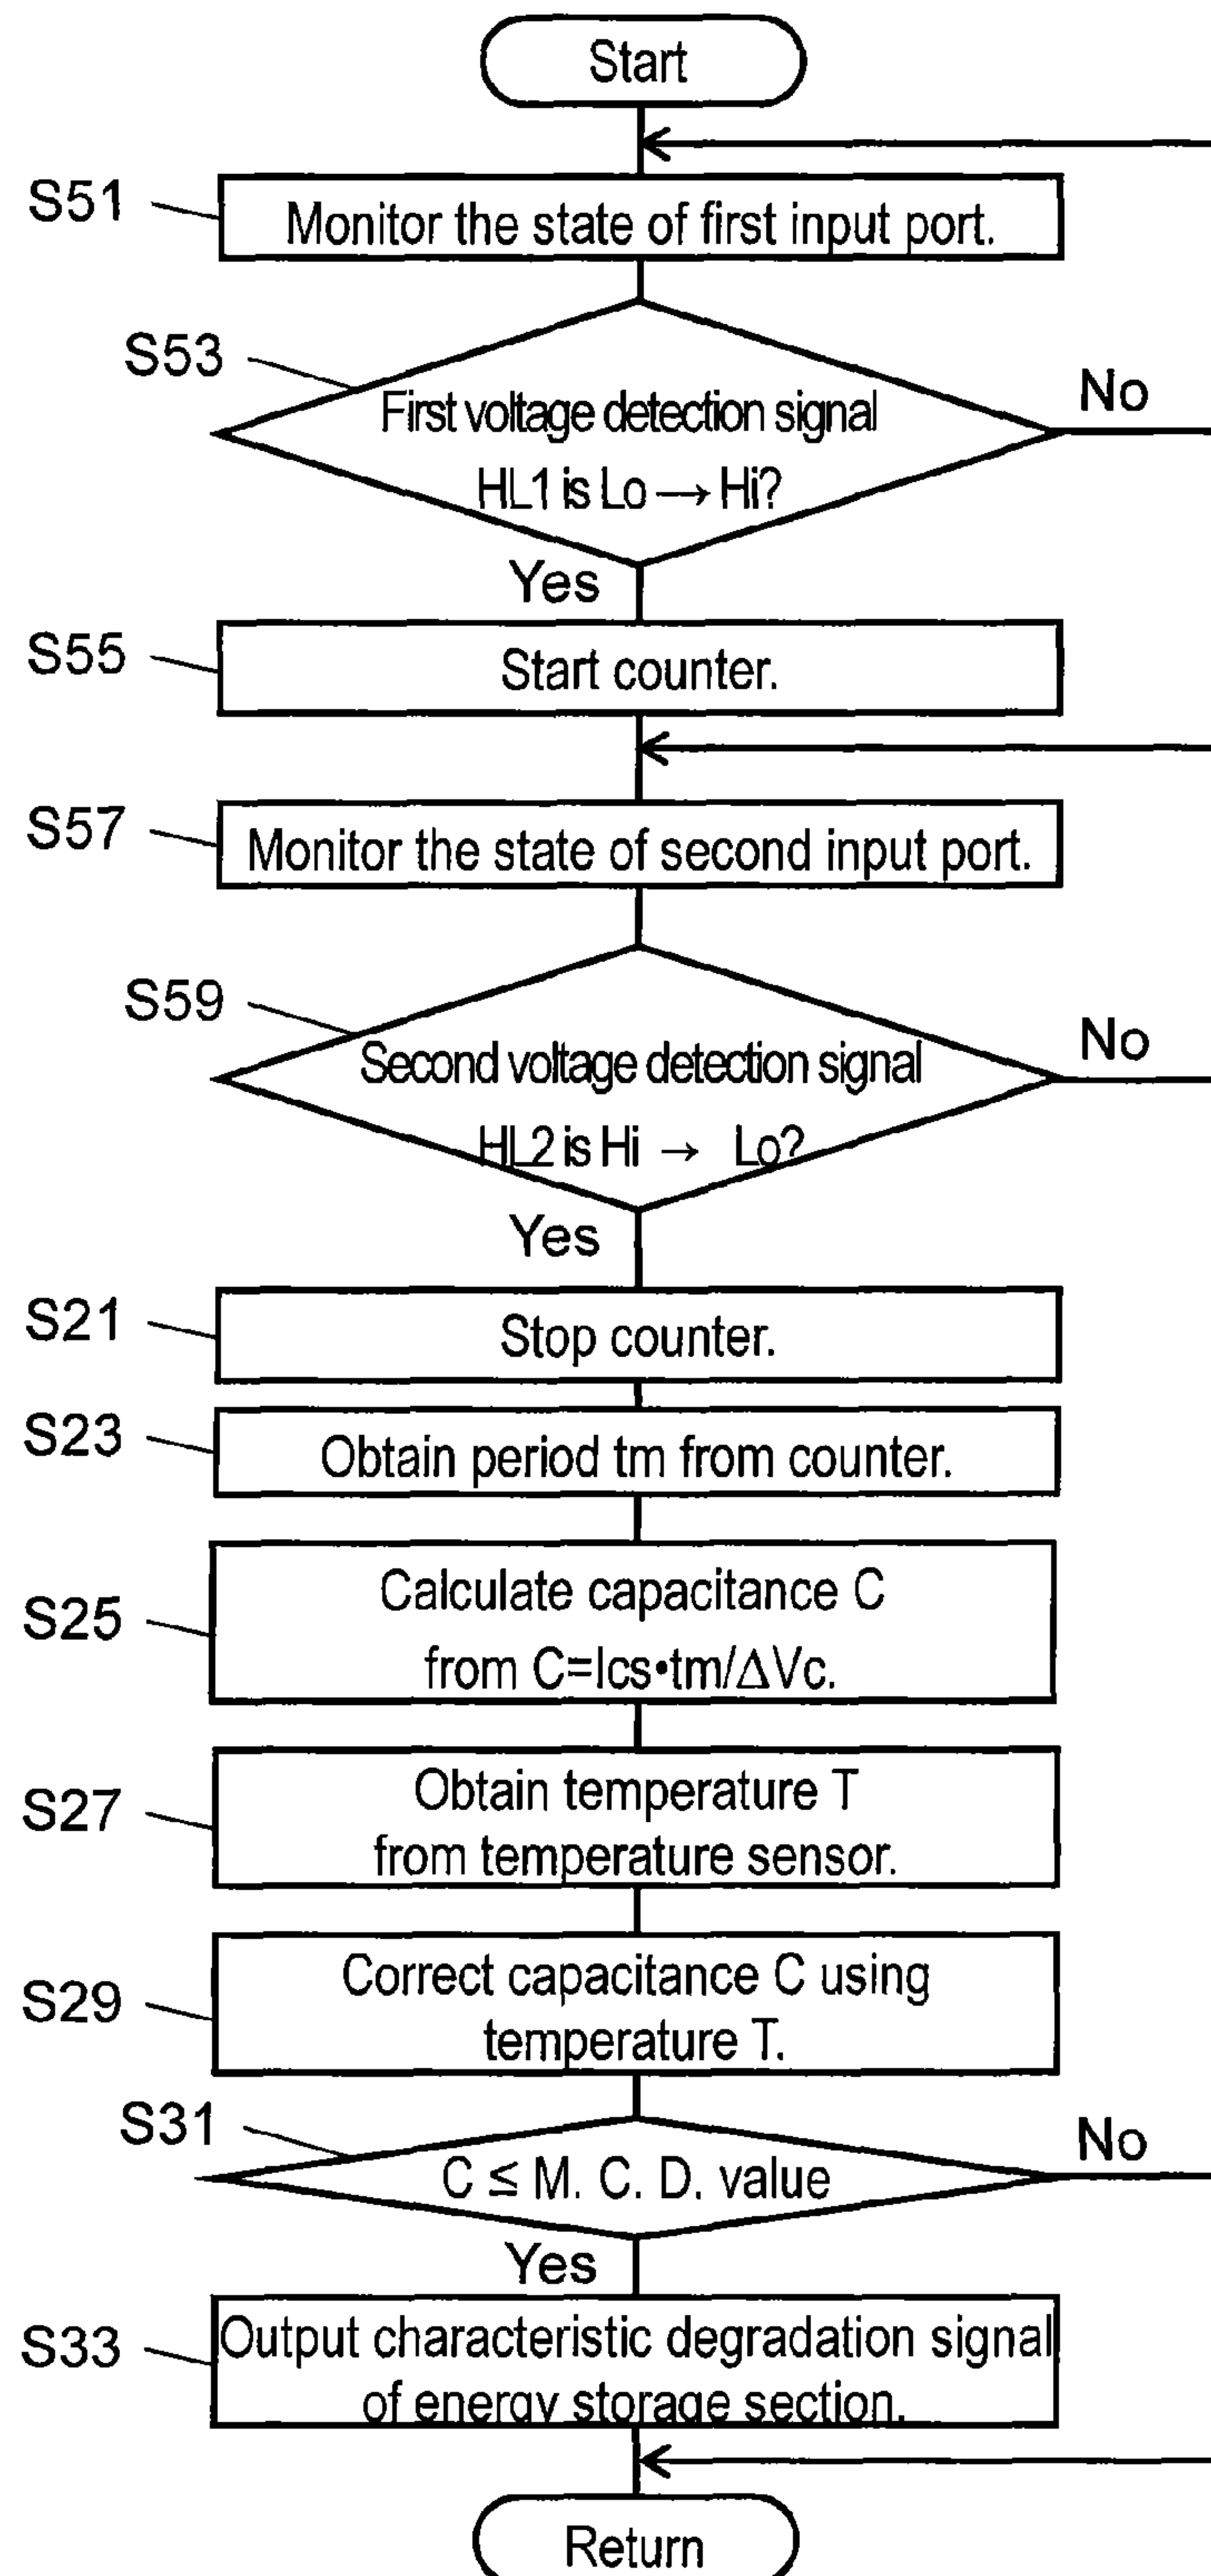 Start
S51
Monitor the state of first input port.
S53
First voltage detection signal
HL1 is Lo → Hi?
No
Yes
S55
Start counter.
S57
Monitor the state of second input port.
S59
Second voltage detection signal
HL2 is Hi → Lo?
No
Yes
S21
Stop counter.
S23
Obtain period tm from counter.
S25
Calculate capacitance C
from C=Ics•tm/ΔVc.
S27
Obtain temperature T
from temperature sensor.
S29
Correct capacitance C using
temperature T.
S31
C ≤ M. C. D. value
No
Yes
S33
Output characteristic degradation signal
of energy storage section.
Return